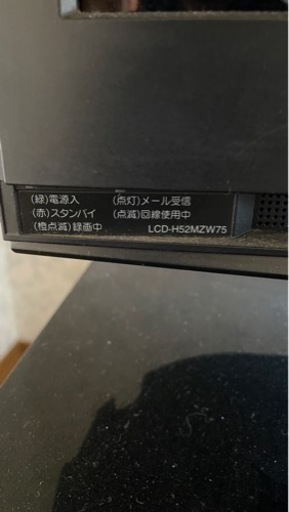 (緑)電源入 (点灯)メール受信
(赤)スタンバイ (点滅)回線使用中
(橙点滅)録画中 LCD-H52MZW75